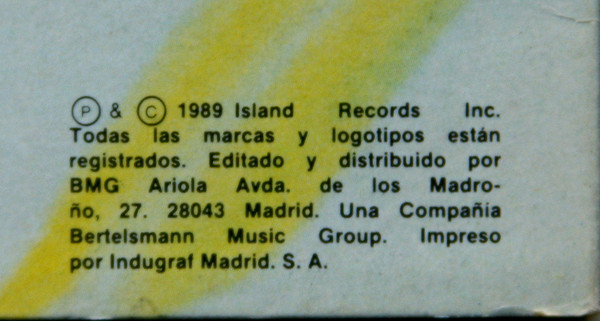 Ⓟ & © 1989 Island Records Inc.
Todas las marcas y logotipos están
registrados. Editado y distribuido por
BMG Ariola Avda. de los Madro-
ño, 27. 28043 Madrid. Una Compañia
Bertelsmann Music Group. Impreso
por Indugraf Madrid. S. A.